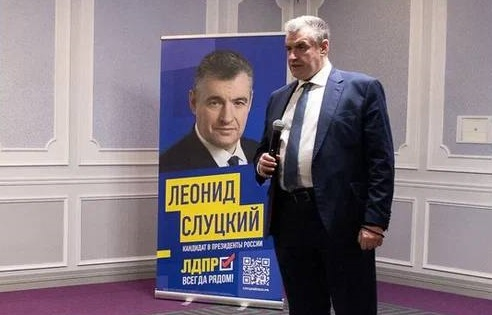 ЛЕОНИД
СЛУЦКИЙ
КАНДИДАТ В ПРЕЗИДЕНТЫ РОССИИ
ЛДПР
ВСЕГДА РЯДОМ!